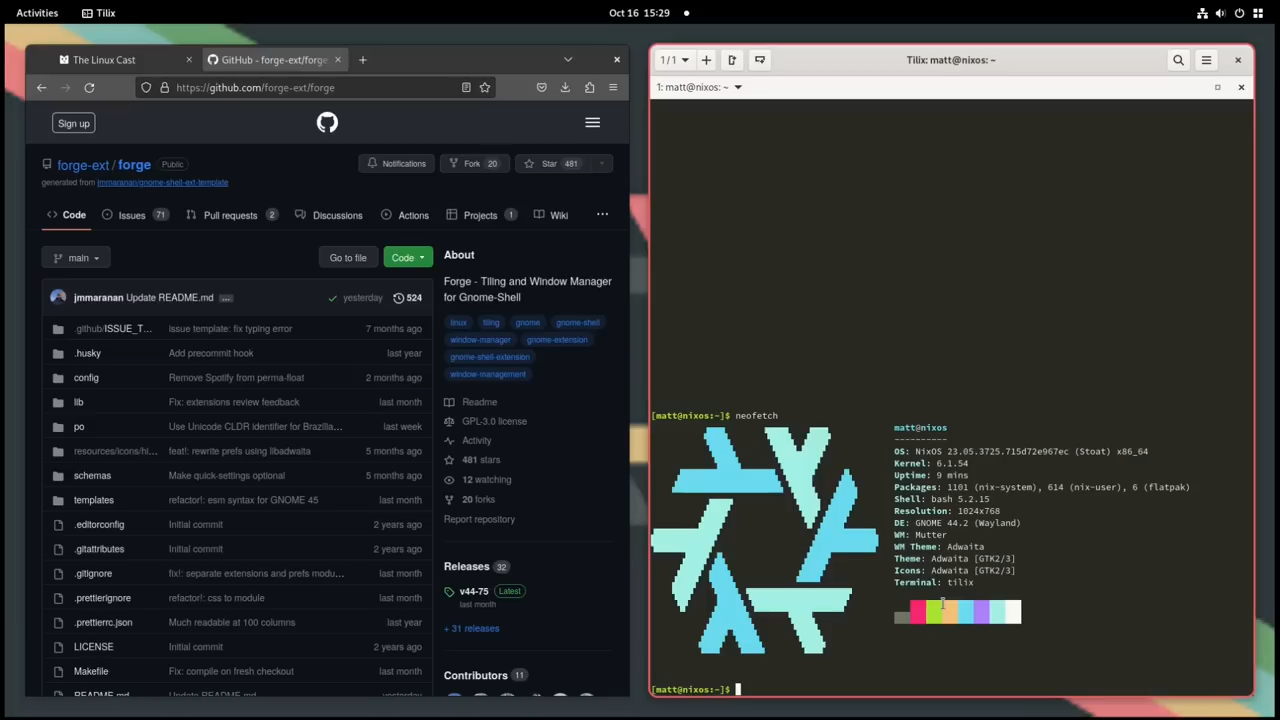 Activities
Tilix
Oct 16 15:29
The Linux Cast
GitHub - forge-ext/forge
https://github.com/forge-ext/forge
Sign up
forge-ext / forge Public
Notifications
Fork 20
Star 481
generated from jmmaranan/gnome-shell-ext-template
Code
Issues 71
Pull requests 2
Discussions
Actions
Projects 1
Wiki
main
Go to file
Code
jmmaranan Update README.md ... yesterday 524
.github/ISSUE_T... issue template: fix typing error 7 months ago
.husky Add precommit hook last year
config Remove Spotify from perma-float 2 months ago
lib Fix: extensions review feedback last month
po Use Unicode CLDR identifier for Brazilla... last week
resources/icons/hi... feat!: rewrite prefs using libadwaita 5 months ago
schemas Make quick-settings optional 5 months ago
templates refactor!: esm syntax for GNOME 45 last month
.editorconfig Initial commit 2 years ago
.gitattributes Initial commit 2 years ago
.gitignore fix!: separate extensions and prefs modu... last month
.prettierignore refactor!: css to module last month
.prettierrc.json Much readable at 100 columns last month
LICENSE Initial commit 2 years ago
Makefile Fix: compile on fresh checkout last month
README.md Update README.md yesterday
About
Forge - Tiling and Window Manager
for Gnome-Shell
linux tiling gnome gnome-shell
window-manager gnome-extension
gnome-shell-extension
window-management
Readme
GPL-3.0 license
Activity
481 stars
12 watching
20 forks
Report repository
Releases 32
v44-75 Latest
last month
+ 31 releases
Contributors 11
1/1
Tilix: matt@nixos: ~
1: matt@nixos: ~
[matt@nixos:~]$ neofetch
matt@nixos
----------
OS: NixOS 23.05.3725.715d72e967ec (Stoat) x86_64
Kernel: 6.1.54
Uptime: 9 mins
Packages: 1101 (nix-system), 614 (nix-user), 6 (flatpak)
Shell: bash 5.2.15
Resolution: 1024x768
DE: GNOME 44.2 (Wayland)
WM: Mutter
WM Theme: Adwaita
Theme: Adwaita [GTK2/3]
Icons: Adwaita [GTK2/3]
Terminal: tilix
[matt@nixos:~]$